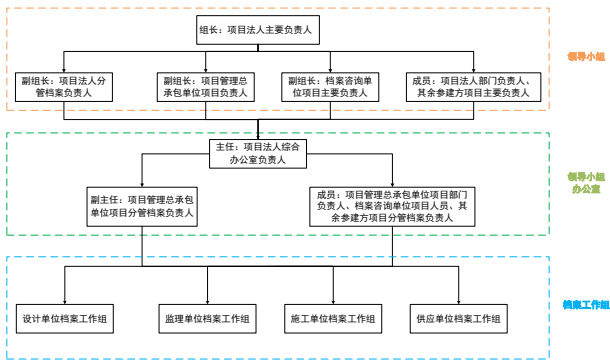 组长：项目法人主要负责人
领导小组
副组长：项目法人分
管档案负责人
副组长：项目管理总
承包单位项目负责人
副组长：档案咨询单
位项目主要负责人
成员：项目法人部门负责人、
其余参建方项目主要负责人
主任：项目法人综合
办公室负责人
领导小组
办公室
副主任：项目管理总承包
单位项目分管档案负责人
成员：项目管理总承包单位项目部门
负责人、档案咨询单位项目人员、其
余参建方项目分管档案负责人
档案工作组
设计单位档案工作组
监理单位档案工作组
施工单位档案工作组
供应单位档案工作组